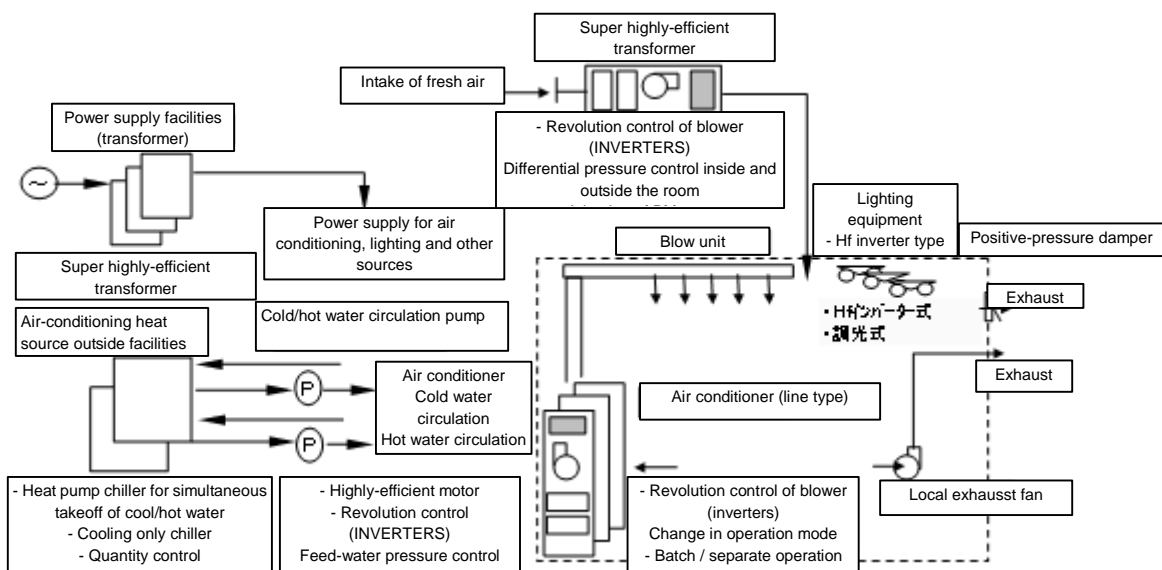 Super highly-efficient
transformer
Intake of fresh air
Power supply facilities
(transformer)
- Revolution control of blower
(INVERTERS)
Differential pressure control inside and
outside the room
Power supply for air
conditioning, lighting and other
sources
Lighting
equipment
- Hf inverter type
Blow unit
Positive-pressure damper
Super highly-efficient
transformer
Exhaust
・Hfインバーター式
・調光式
Air-conditioning heat
source outside facilities
Cold/hot water circulation pump
Exhaust
P
Air conditioner
Cold water
circulation
Hot water circulation
Air conditioner (line type)
P
- Heat pump chiller for simultaneous
takeoff of cool/hot water
- Cooling only chiller
- Quantity control
- Highly-efficient motor
- Revolution control
(INVERTERS)
Feed-water pressure control
- Revolution control of blower
(inverters)
Change in operation mode
- Batch / separate operation
Local exhausst fan